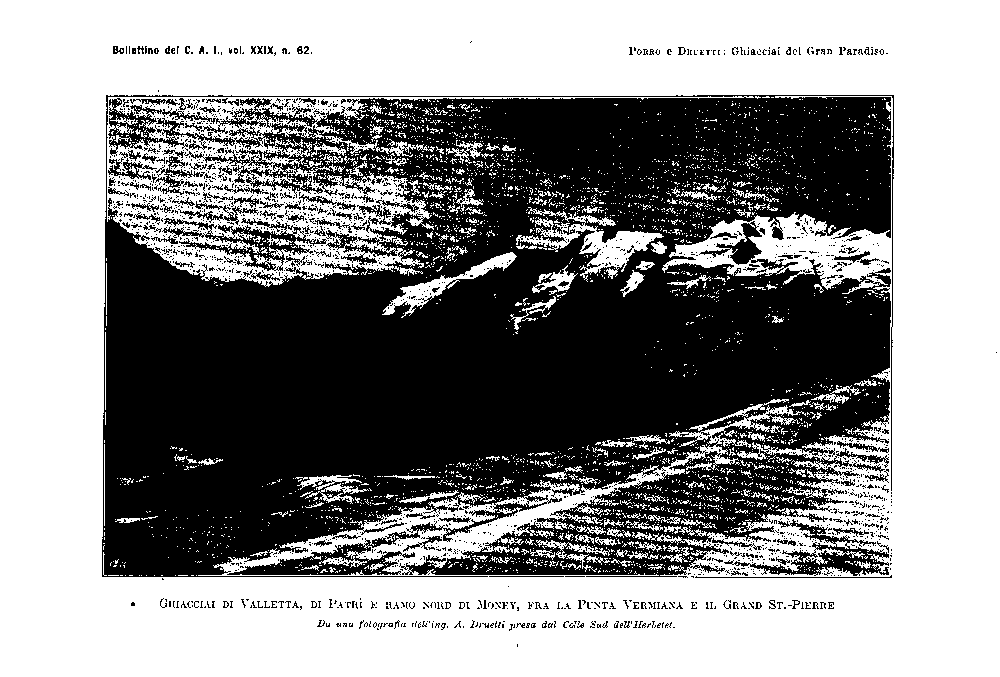 Bollettino del C. A. I., vol. XXIX, n. 62.
PORRO e DRUETTI: Ghiacciai del Gran Paradiso.
GHIACCIAI DI VALLETTA, DI PATRÌ E RAMO NORD DI MONEY, FRA LA PUNTA VERMIANA E IL GRAND ST.-PIERRE
Da una fotografia dell'ing. A. Druetti presa dal Colle Sud dell'Herbetet.